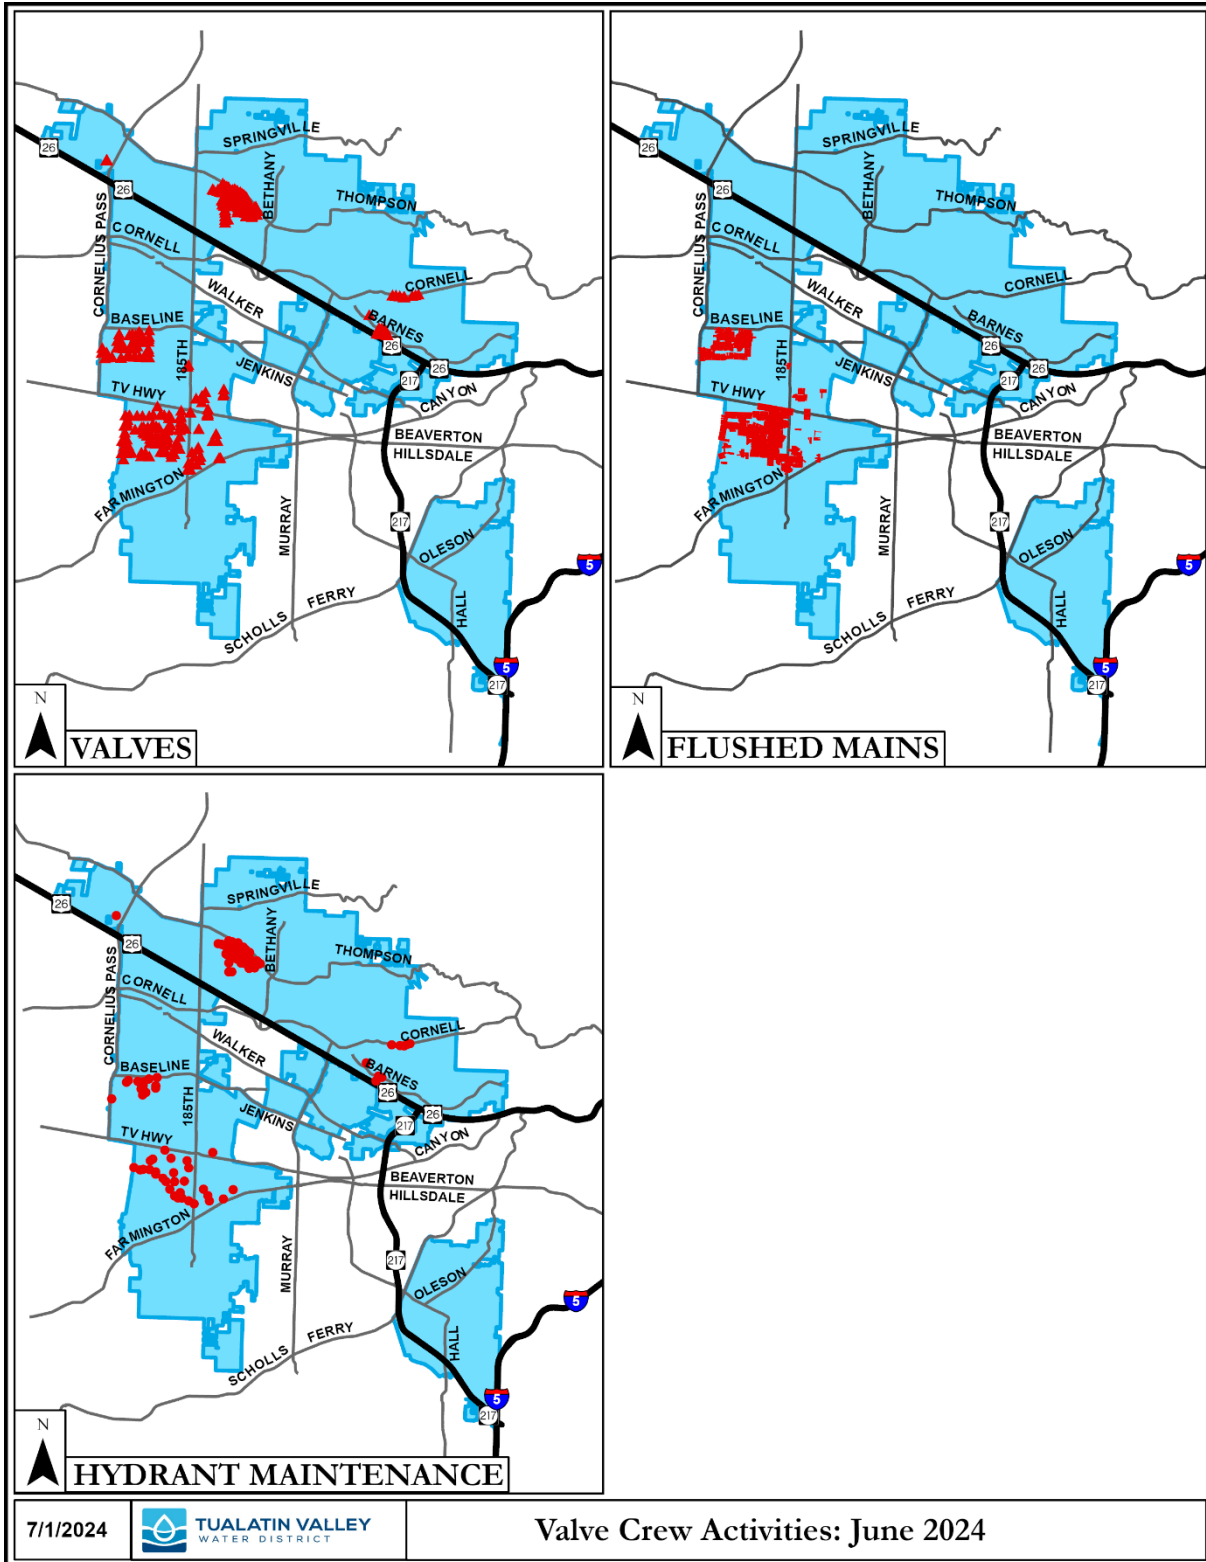 SPRINGVILLE
26
BETHANY
26
THOMPSON
CORNELIUS PASS
CORNELL
WALKER
CORNELL
BASELINE
BARNES
26
185TH
JENKINS
26
217
TV HWY
CANYON
BEAVERTON
HILLSDALE
FARMINGTON
217
MURRAY
OLESON
5
FERRY
HALL
SCHOLLS
5
217
N
VALVES
SPRINGVILLE
26
BETHANY
26
THOMPSON
CORNELIUS PASS
CORNELL
WALKER
CORNELL
BASELINE
BARNES
26
185TH
JENKINS
26
217
TV HWY
CANYON
BEAVERTON
HILLSDALE
FARMINGTON
217
MURRAY
OLESON
5
FERRY
HALL
SCHOLLS
5
217
N
FLUSHED MAINS
SPRINGVILLE
26
BETHANY
26
THOMPSON
CORNELIUS PASS
CORNELL
WALKER
CORNELL
BASELINE
BARNES
26
185TH
JENKINS
26
217
TV HWY
CANYON
BEAVERTON
HILLSDALE
FARMINGTON
217
MURRAY
OLESON
5
FERRY
HALL
SCHOLLS
5
217
N
HYDRANT MAINTENANCE
7/1/2024
TUALATIN VALLEY
WATER DISTRICT
Valve Crew Activities: June 2024